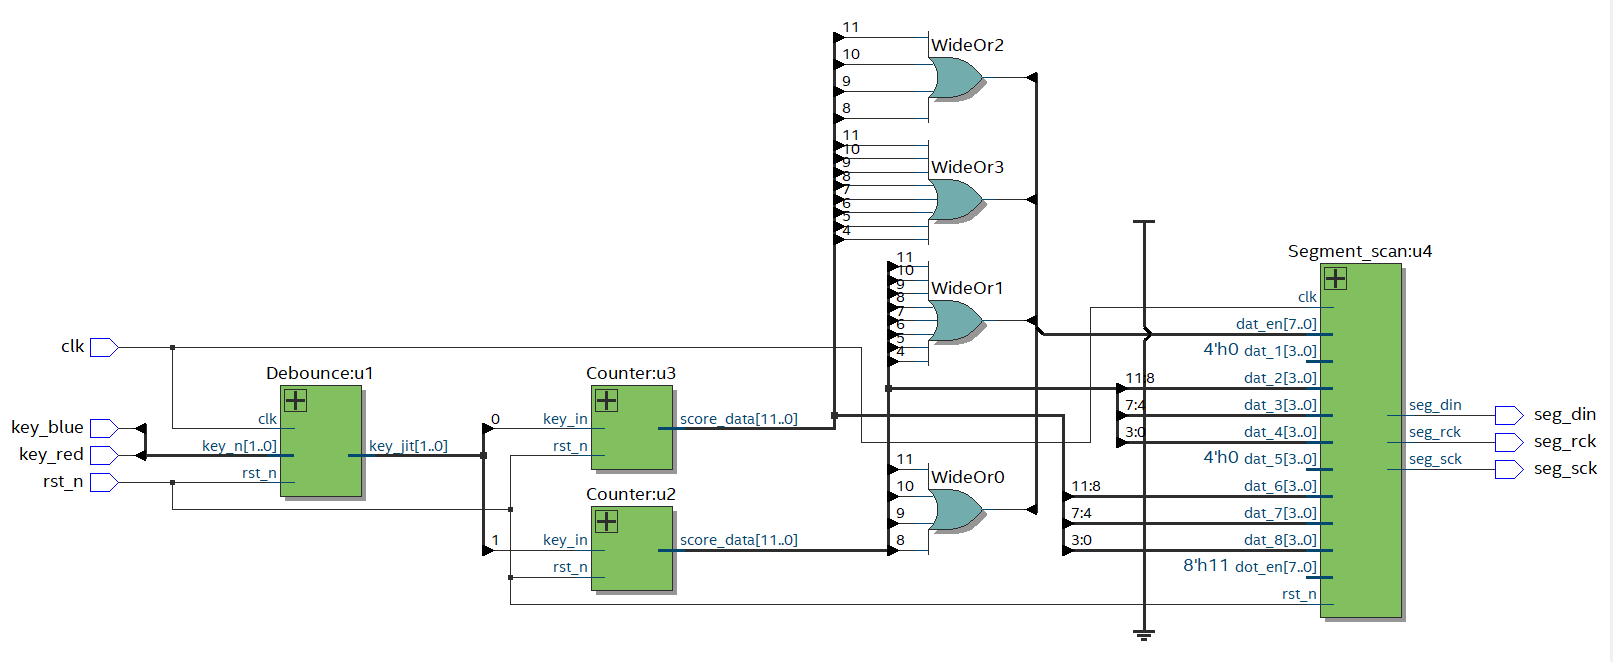 11
WideOr2
10
9
8
11
10
WideOr3
9
8
7
6
5
4
Segment_scan:u4
11
10
WideOr1
9
8
7
6
5
4
clk
dat_en[7..0]
clk
4'h0 dat_1[3..0]
Debounce:u1
Counter:u3
11:8
dat_2[3..0]
7:4
dat_3[3..0]
seg_din
seg_din
key_blue
clk
0
key_in
score_data[11..0]
3:0
dat_4[3..0]
seg_rck
seg_rck
key_red
key_n[1..0]
key_jit[1..0]
rst_n
11
4'h0 dat_5[3..0]
seg_sck
seg_sck
rst_n
rst_n
WideOr0
Counter:u2
10
11:8
dat_6[3..0]
9
7:4
dat_7[3..0]
1
key_in
score_data[11..0]
8
3:0
dat_8[3..0]
rst_n
8'h11 dot_en[7..0]
rst_n